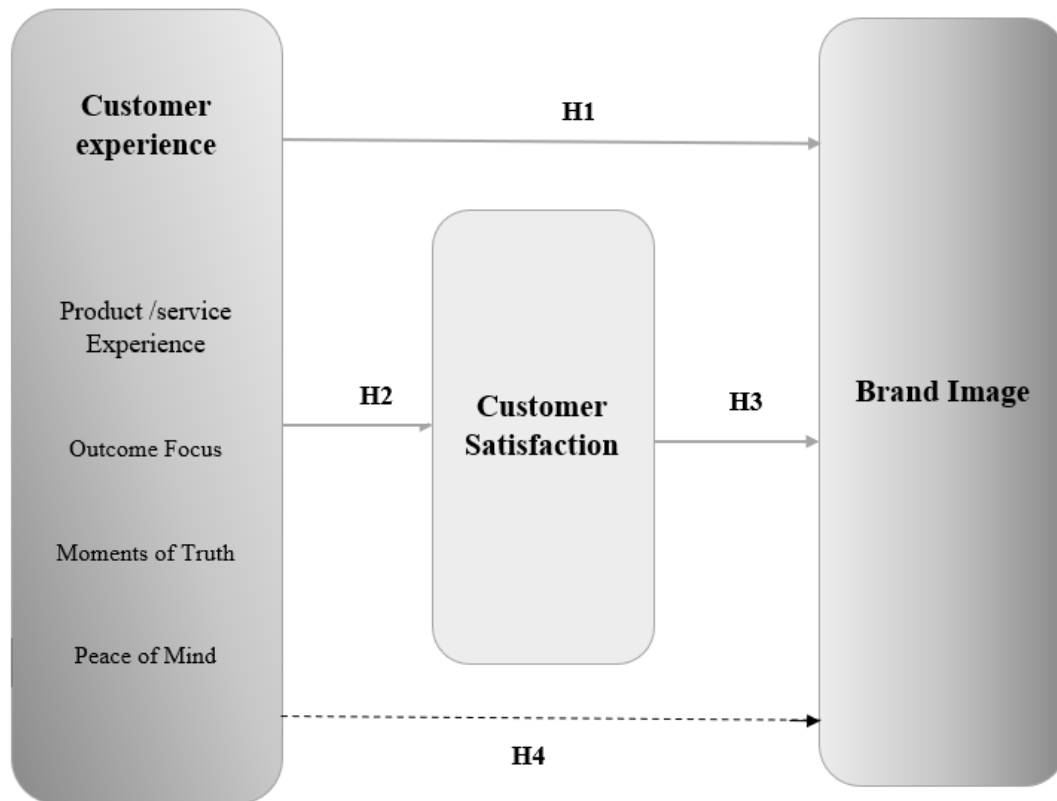 Customer
experience
Product /service
Experience
Outcome Focus
Moments of Truth
Peace of Mind
H1
H2
Customer
Satisfaction
H3
Brand Image
H4